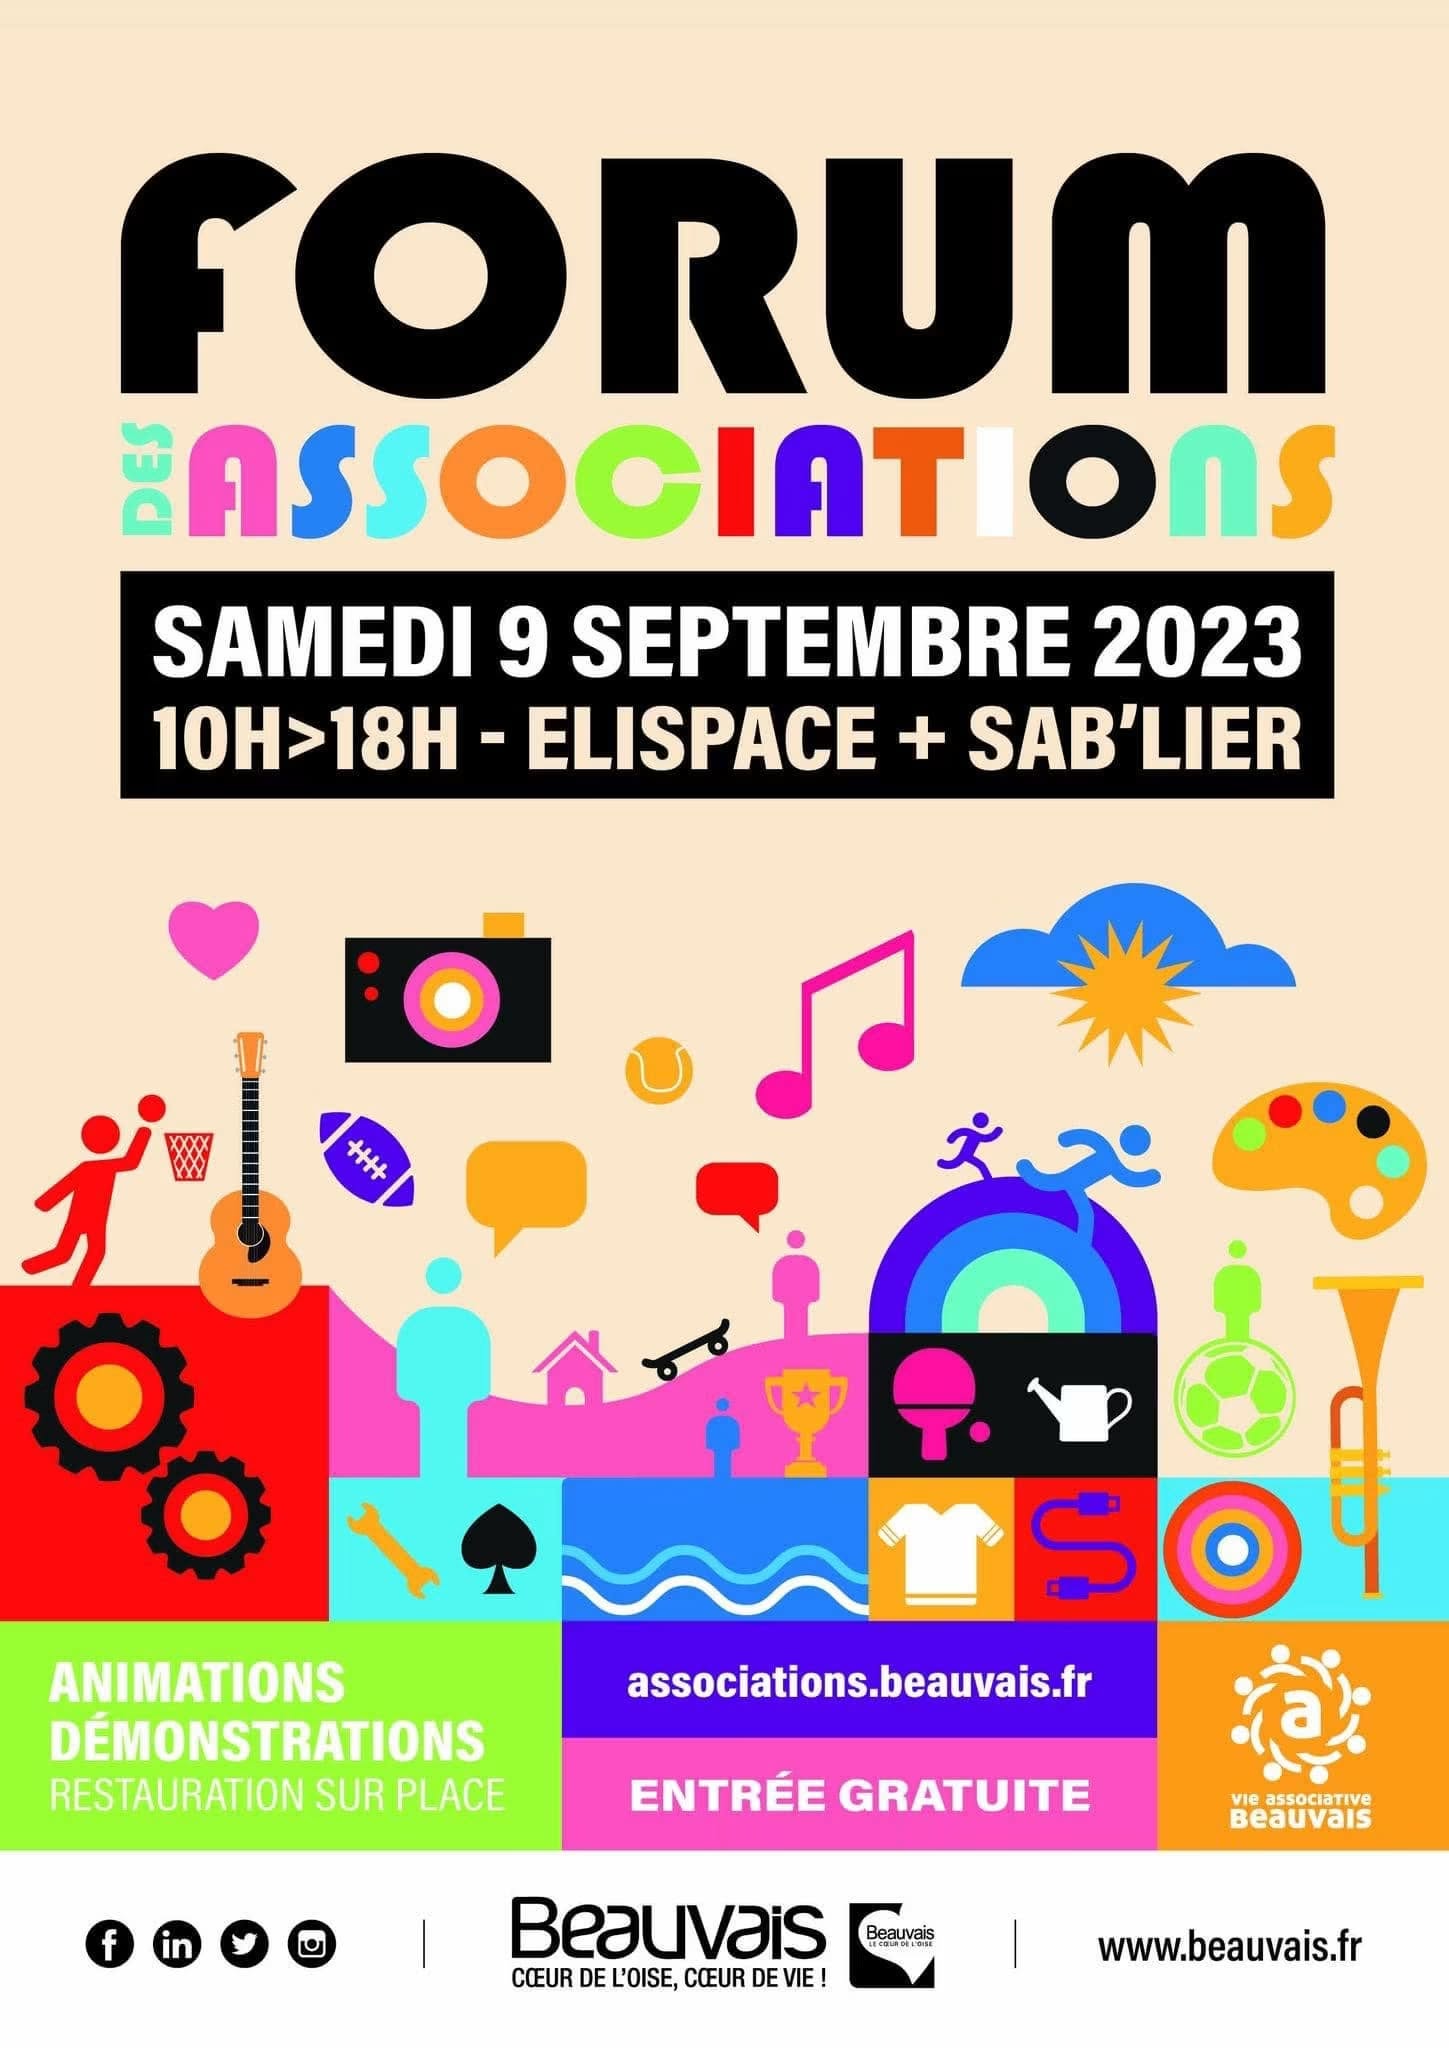 FORUM
DES ASSOCIATIONS
SAMEDI 9 SEPTEMBRE 2023
10H>18H - ELISPACE + SAB'LIER
ANIMATIONS
DÉMONSTRATIONS
RESTAURATION SUR PLACE
associations.beauvais.fr
ENTRÉE GRATUITE
a
VIE ASSOCIATIVE
BEAUVAIS
f in
Beauvais
CŒUR DE L'OISE, CŒUR DE VIE !
Beauvais
LE CŒUR DE L'OISE
www.beauvais.fr